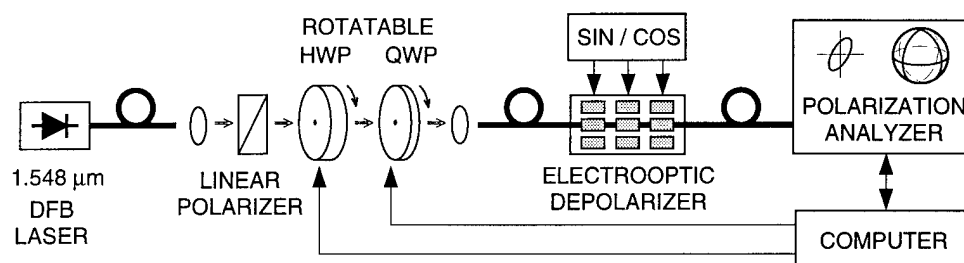 ROTATABLE
HWP QWP
SIN / COS
POLARIZATION
ANALYZER
1.548 μm
DFB
LASER
LINEAR
POLARIZER
ELECTROOPTIC
DEPOLARIZER
COMPUTER